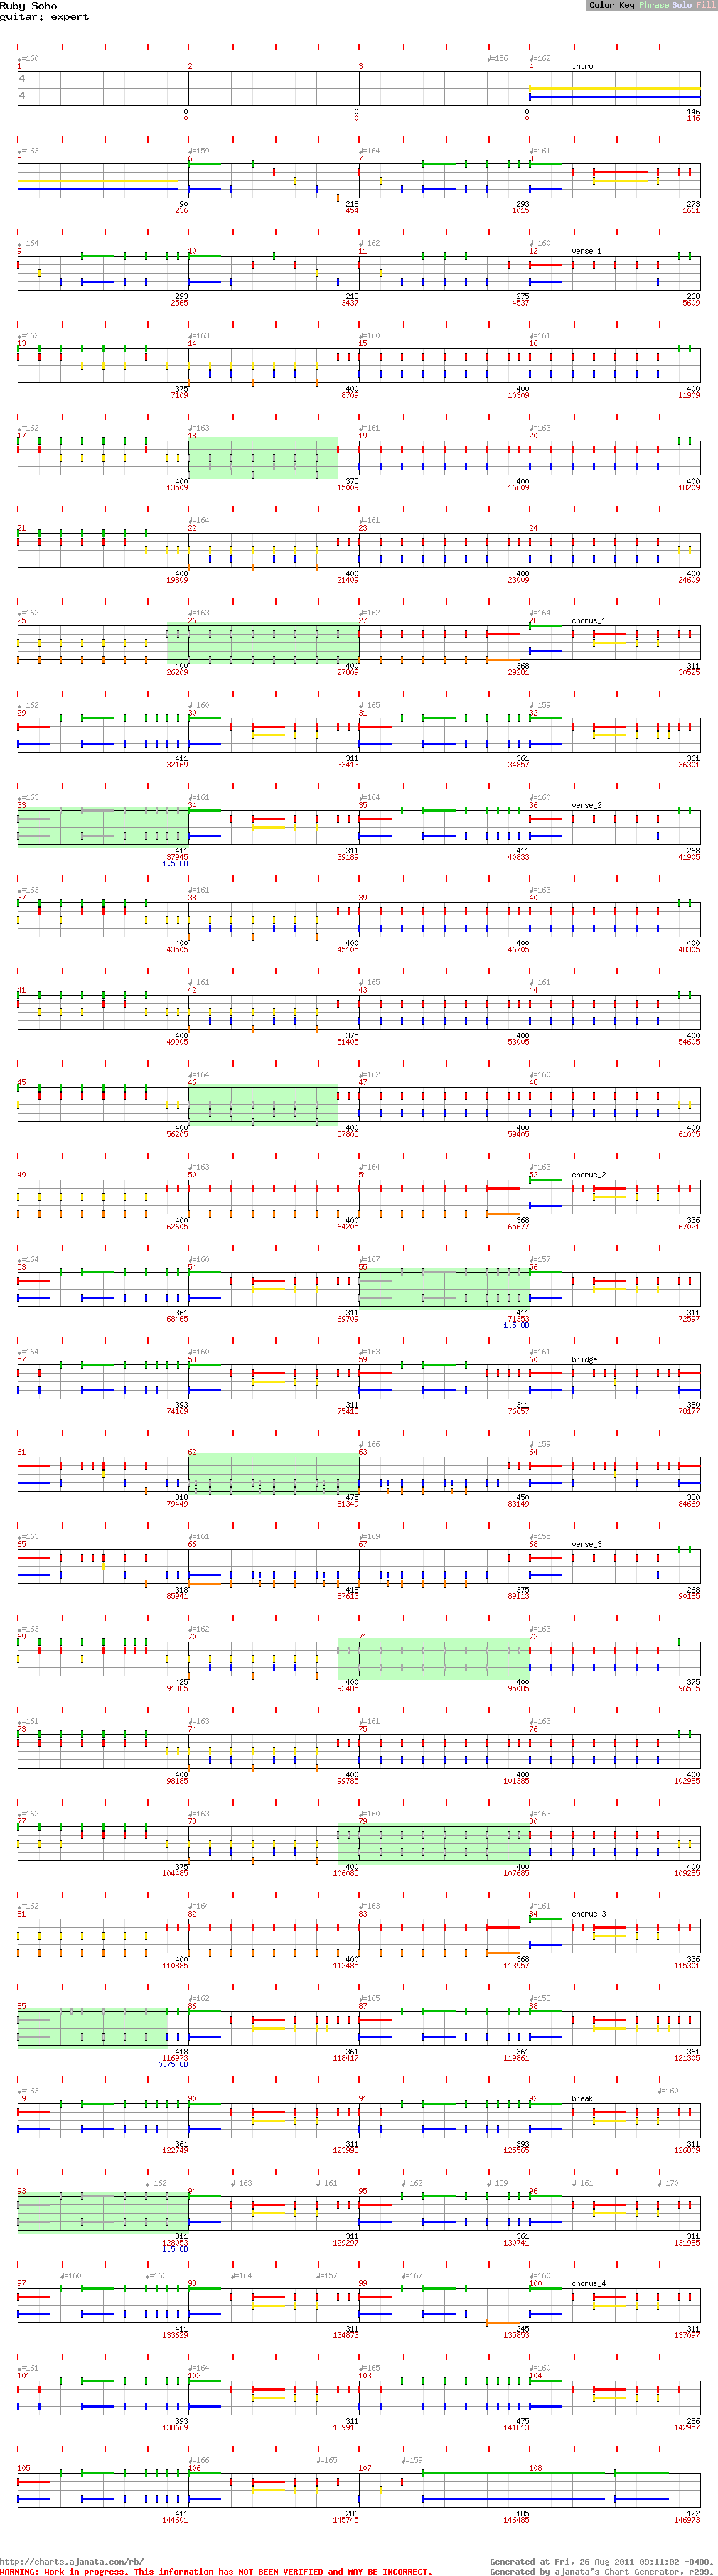 Ruby Soho
Color Key Phrase Solo Fill
guitar: expert
♩=160 ♩=156 ♩=162
1 2 3 4 intro
4
4
0 0 0 146
0 0 0 146
♩=163 ♩=159 ♩=164 ♩=161
5 6 7 8
90 218 293 273
236 454 1015 1661
♩=164 ♩=162 ♩=160
9 10 11 12 verse_1
293 218 275 268
2565 3437 4537 5609
♩=162 ♩=163 ♩=160 ♩=161
13 14 15 16
375 400 400 400
7109 8709 10309 11909
♩=162 ♩=163 ♩=161 ♩=163
17 18 19 20
400 375 400 400
13509 15009 16609 18209
♩=164 ♩=161
21 22 23 24
400 400 400 400
19809 21409 23009 24609
♩=162 ♩=163 ♩=162 ♩=164
25 26 27 28 chorus_1
400 400 368 311
26209 27809 29281 30525
♩=162 ♩=160 ♩=165 ♩=159
29 30 31 32
411 311 361 361
32169 33413 34857 36301
♩=163 ♩=161 ♩=164 ♩=160
33 34 35 36 verse_2
411 311 411 268
37945 39189 40833 41905
1.5 OD
♩=163 ♩=161 ♩=163
37 38 39 40
400 400 400 400
43505 45105 46705 48305
♩=161 ♩=165 ♩=161
41 42 43 44
400 375 400 400
49905 51405 53005 54605
♩=164 ♩=162 ♩=160
45 46 47 48
400 400 400 400
56205 57805 59405 61005
♩=163 ♩=164 ♩=163
49 50 51 52 chorus_2
400 400 368 336
62605 64205 65677 67021
♩=164 ♩=160 ♩=167 ♩=157
53 54 55 56
361 311 411 311
68465 69709 71353 72597
1.5 OD
♩=164 ♩=160 ♩=163 ♩=161
57 58 59 60 bridge
393 311 311 380
74169 75413 76657 78177
♩=166 ♩=159
61 62 63 64
318 475 450 380
79449 81349 83149 84669
♩=163 ♩=161 ♩=169 ♩=155
65 66 67 68 verse_3
318 418 375 268
85941 87613 89113 90185
♩=163 ♩=162 ♩=163
69 70 71 72
425 400 400 375
91885 93485 95085 96585
♩=161 ♩=163 ♩=161 ♩=163
73 74 75 76
400 400 400 400
98185 99785 101385 102985
♩=162 ♩=163 ♩=160 ♩=163
77 78 79 80
375 400 400 400
104485 106085 107685 109285
♩=162 ♩=164 ♩=163 ♩=161
81 82 83 84 chorus_3
400 400 368 336
110885 112485 113957 115301
♩=162 ♩=165 ♩=158
85 86 87 88
418 361 311 361
116973 118417 119661 121305
0.75 OD
♩=163 ♩=160
89 90 91 92 break
361 311 393 311
122749 123993 125565 126809
♩=162 ♩=163 ♩=161 ♩=162 ♩=159 ♩=161 ♩=170
93 94 95 96
311 311 361 311
128053 129297 130741 131985
1.5 OD
♩=160 ♩=163 ♩=164 ♩=157 ♩=167 ♩=160
97 98 99 100 chorus_4
411 311 245 311
133629 134873 135853 137097
♩=161 ♩=164 ♩=165 ♩=160
101 102 103 104
393 311 475 286
138669 139913 141813 142957
♩=166 ♩=165 ♩=159
105 106 107 108
411 286 185 122
144601 145745 146485 146973
http://charts.ajanata.com/rb/ Generated at Fri, 26 Aug 2011 09:11:02 -0400.
WARNING: Work in progress. This information has NOT BEEN VERIFIED and MAY BE INCORRECT. Generated by ajanata's Chart Generator, r299.